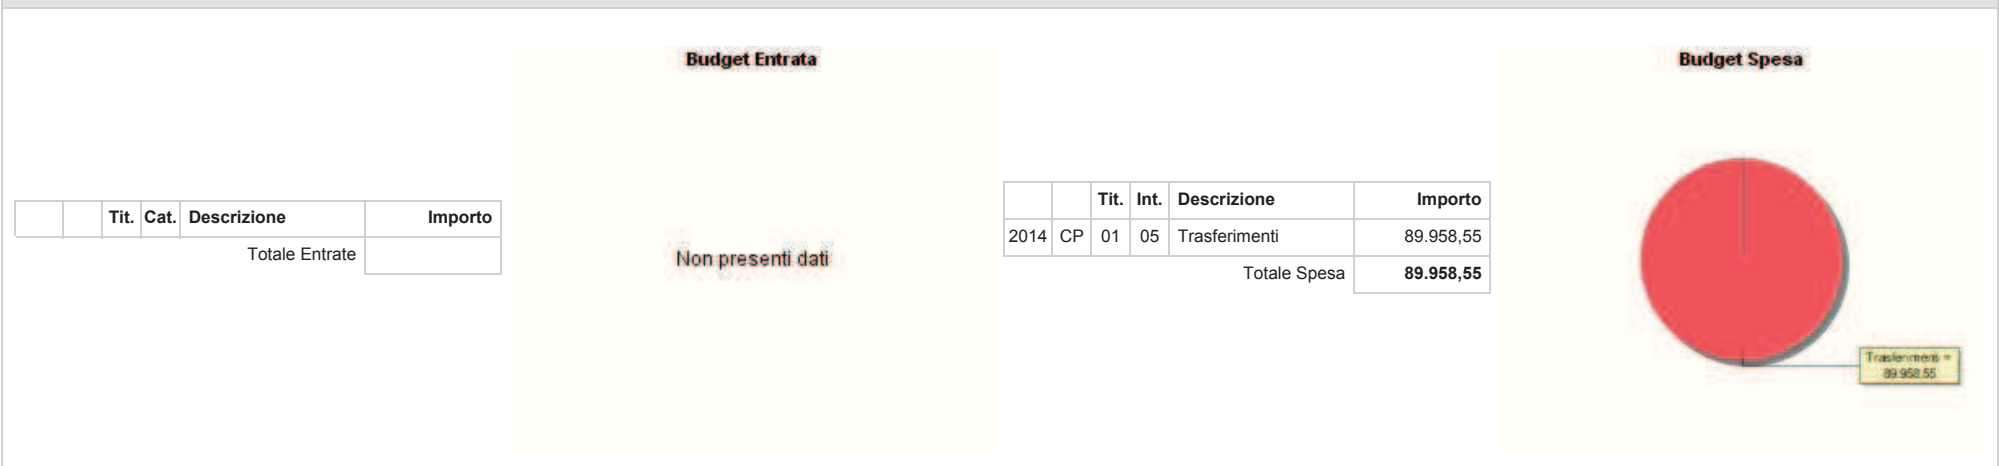 Budget Entrata
Tit. Cat. Descrizione Importo
Totale Entrate
Non presenti dati
Tit. Int. Descrizione Importo
2014 CP 01 05 Trasferimenti 89.958,55
Totale Spesa 89.958,55
Budget Spesa
Trasferimenti =
89.958,55